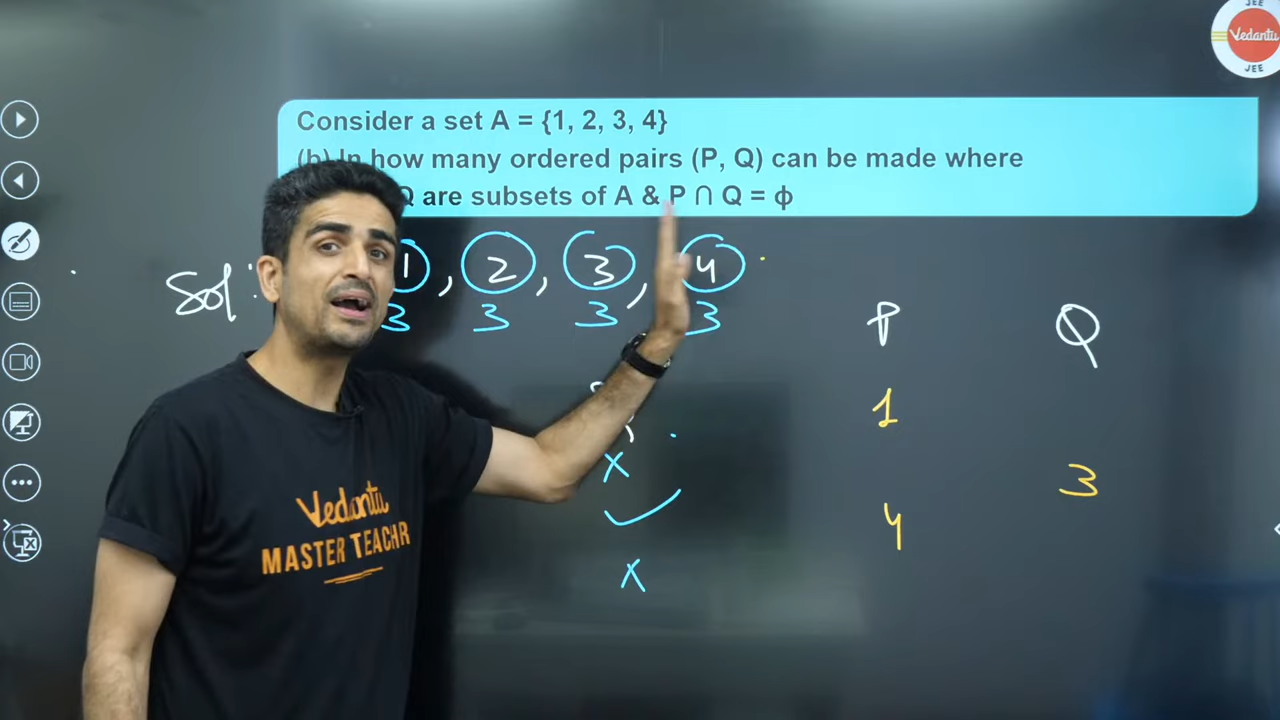 JEE
Vedantu
JEE
Consider a set A = {1, 2, 3, 4}
(b) In how many ordered pairs (P, Q) can be made where
Q are subsets of A & P ∩ Q = ϕ
Sol: 1, 2, 3, 4
3 3 3 3
P Q
1
x
3
✓
4
x
Vedantu
MASTER TEACHR